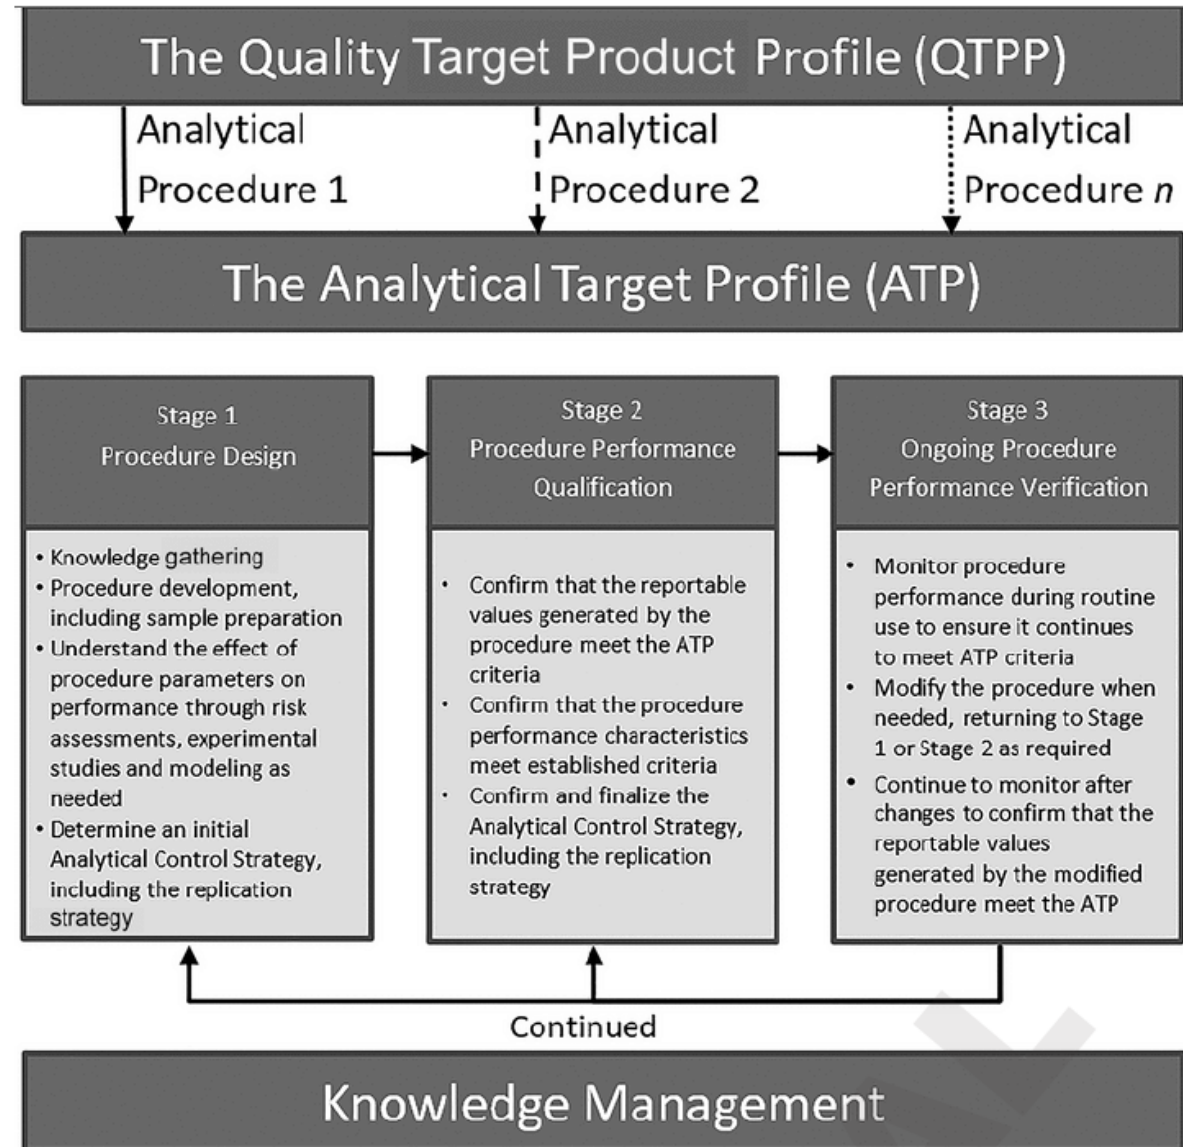 The Quality Target Product Profile (QTPP)
Analytical
Procedure 1
Analytical
Procedure 2
Analytical
Procedure n
The Analytical Target Profile (ATP)
Stage 1
Procedure Design
• Knowledge gathering
• Procedure development,
including sample preparation
• Understand the effect of
procedure parameters on
performance through risk
assessments, experimental
studies and modeling as
needed
• Determine an initial
Analytical Control Strategy,
including the replication
strategy
Stage 2
Procedure Performance
Qualification
• Confirm that the reportable
values generated by the
procedure meet the ATP
criteria
• Confirm that the procedure
performance characteristics
meet established criteria
• Confirm and finalize the
Analytical Control Strategy,
including the replication
strategy
Stage 3
Ongoing Procedure
Performance Verification
• Monitor procedure
performance during routine
use to ensure it continues
to meet ATP criteria
• Modify the procedure when
needed, returning to Stage
1 or Stage 2 as required
• Continue to monitor after
changes to confirm that the
reportable values
generated by the modified
procedure meet the ATP
Continued
Knowledge Management